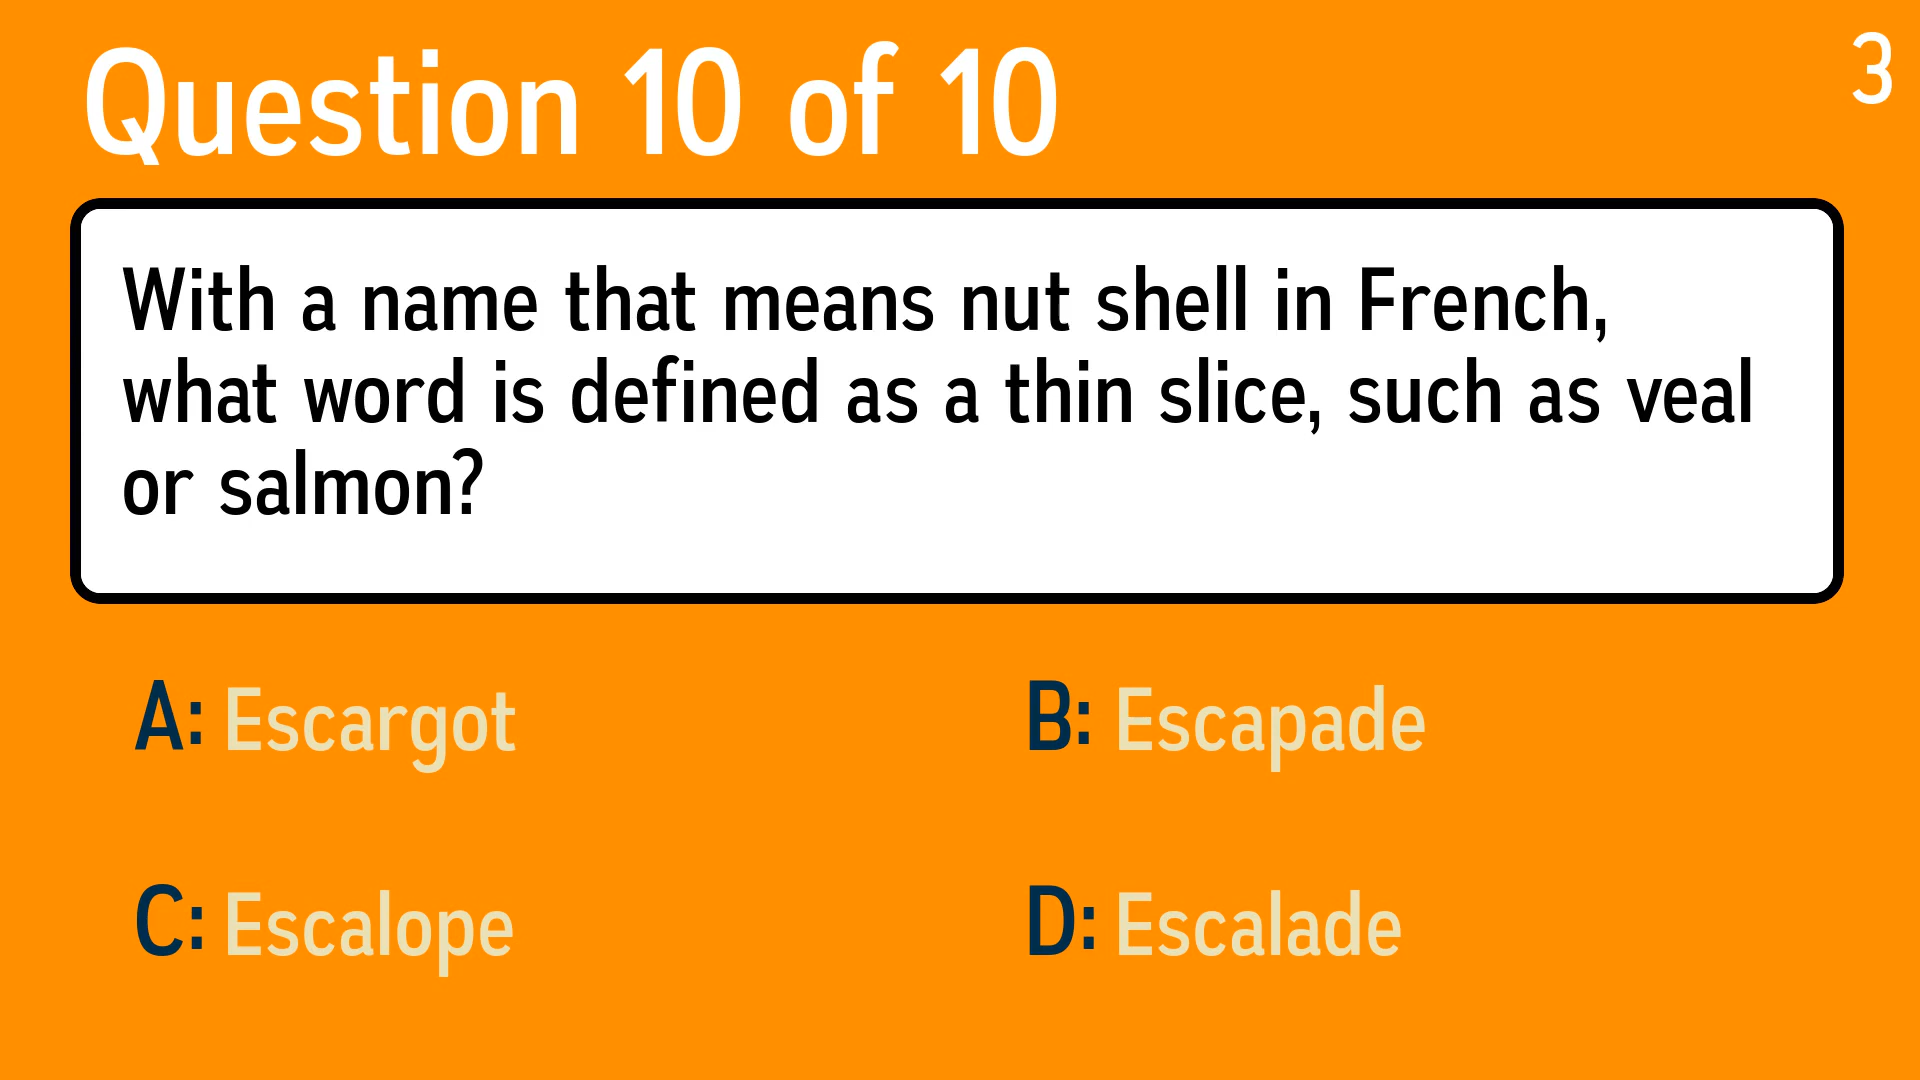 Question 10 of 10
3
With a name that means nut shell in French,
what word is defined as a thin slice, such as veal
or salmon?
A: Escargot
B: Escapade
C: Escalope
D: Escalade